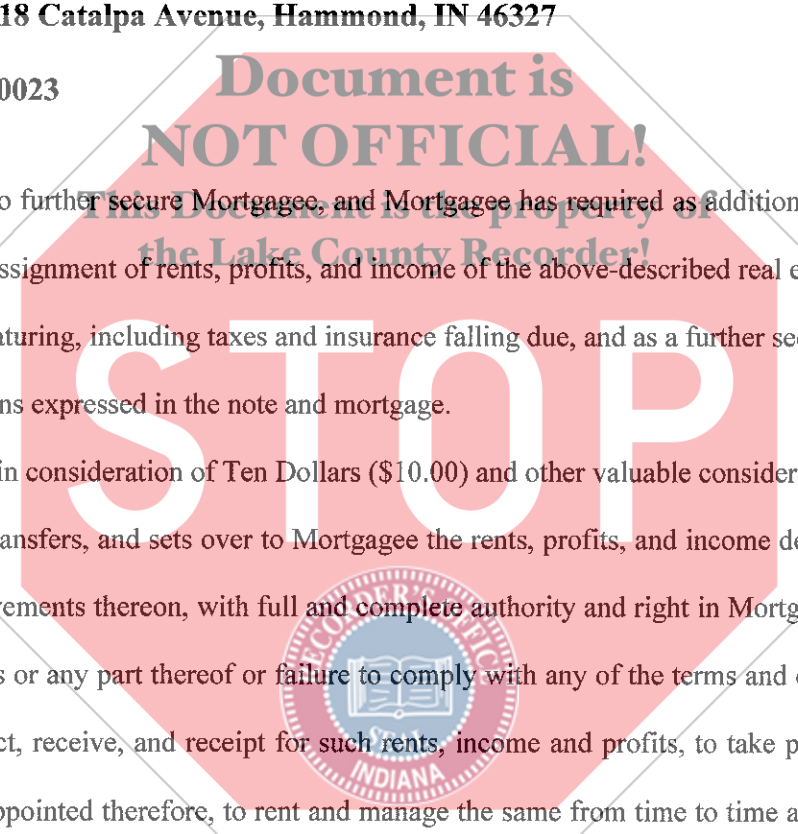 18 Catalpa Avenue, Hammond, IN 46327
0023
Document is
NOT OFFICIAL!
This Document is the property of
the Lake County Recorder!
o further secure Mortgagee, and Mortgagee has required as addition
ssignment of rents, profits, and income of the above-described real e
aturing, including taxes and insurance falling due, and as a further se
ns expressed in the note and mortgage.
in consideration of Ten Dollars ($10.00) and other valuable consider
ansfers, and sets over to Mortgagee the rents, profits, and income de
ements thereon, with full and complete authority and right in Mortg
s or any part thereof or failure to comply with any of the terms and
ct, receive, and receipt for such rents, income and profits, to take p
ppointed therefore, to rent and manage the same from time to time a
STOP
RECORDER'S OFFICE
SEAL
INDIANA